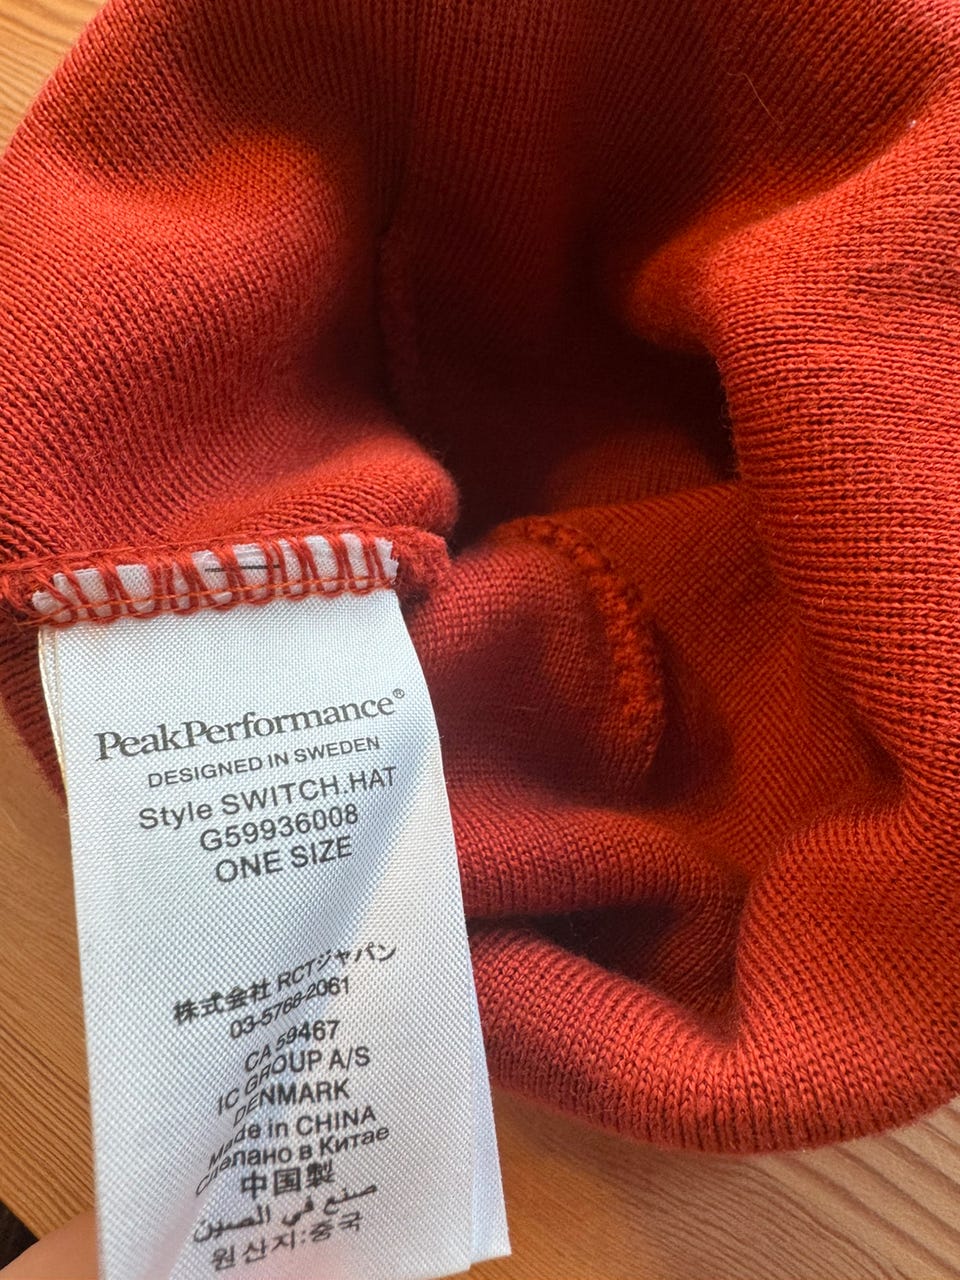 PeakPerformance®
DESIGNED IN SWEDEN
Style SWITCH.HAT
G59936008
ONE SIZE
株式会社 RCTジャパン
03-5768-2061
CA 59467
IC GROUP A/S
DENMARK
Made in CHINA
Сделано в Китае
中国製
صنع في الصين
원산지:중국